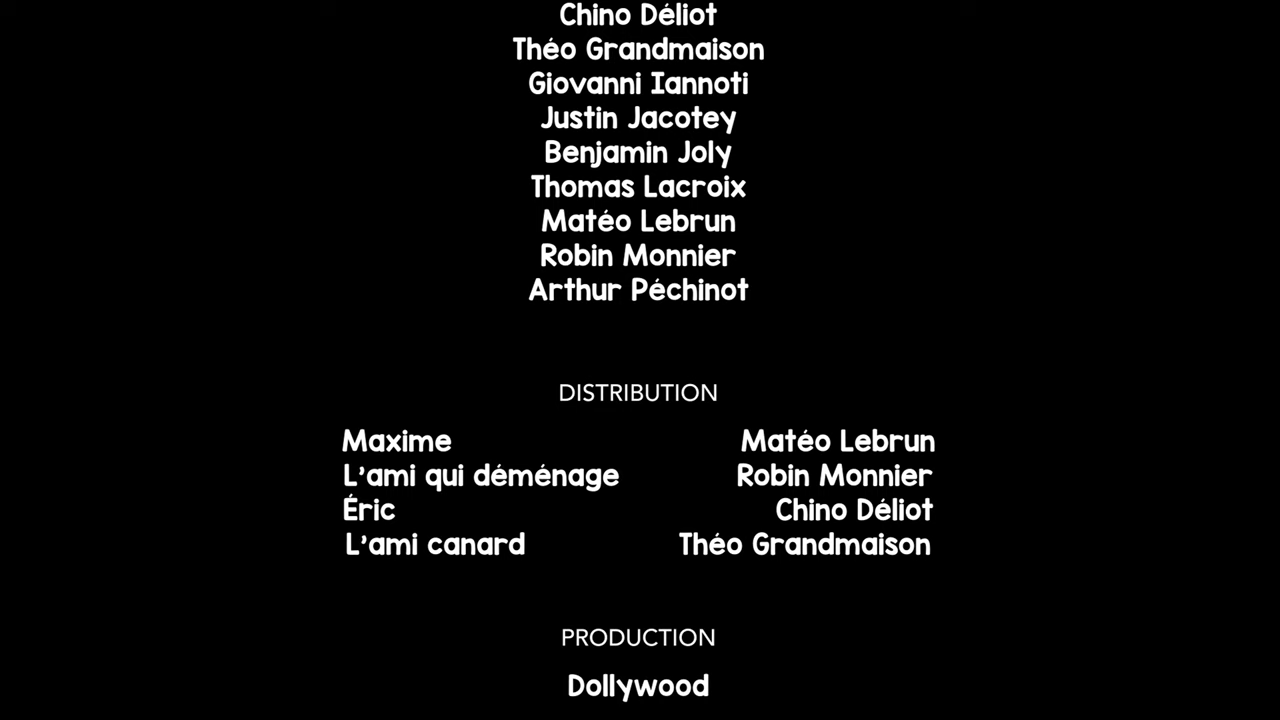 Chino Déliot
Théo Grandmaison
Giovanni Iannoti
Justin Jacotey
Benjamin Joly
Thomas Lacroix
Matéo Lebrun
Robin Monnier
Arthur Péchinot
DISTRIBUTION
Maxime Matéo Lebrun
L'ami qui déménage Robin Monnier
Éric Chino Déliot
L'ami canard Théo Grandmaison
PRODUCTION
Dollywood